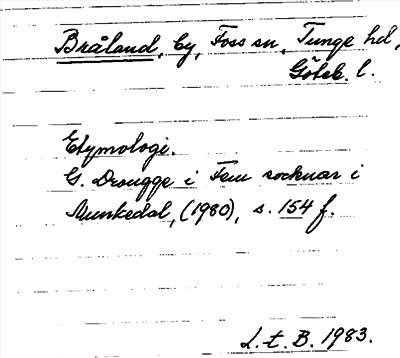 Bråland, by, Foss sn, Tunge hd,
Göteb. l.
Etymologi.
G. Drougge i Fem socknar i
Munkedal, (1980), s. 154 f.
L. t. B. 1983.